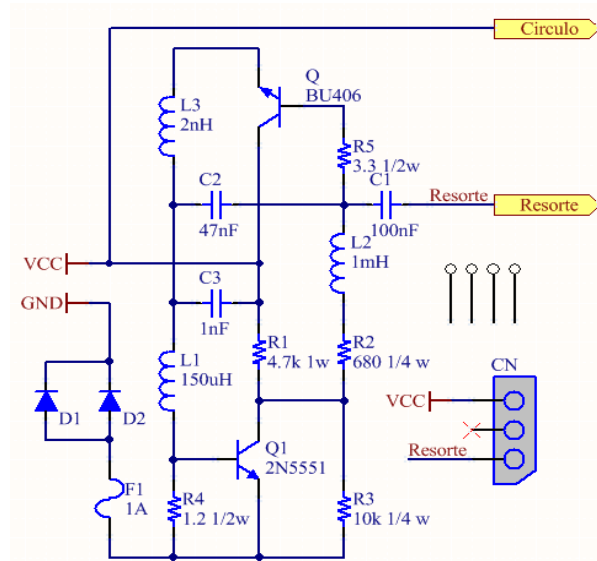 Circulo
Q
BU406
L3
2nH
R5
3.3 1/2w
C2
47nF
C1
100nF
Resorte
Resorte
L2
1mH
VCC
GND
C3
1nF
R1
4.7k 1w
R2
680 1/4 w
L1
150uH
CN
VCC
D1
D2
Q1
2N5551
Resorte
F1
1A
R4
1.2 1/2w
R3
10k 1/4 w